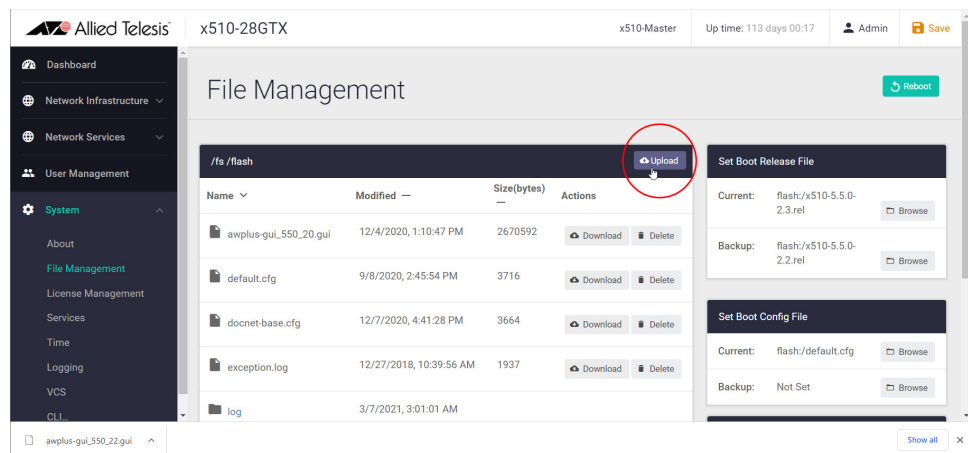 Allied Telesis
x510-28GTX
x510-Master
Up time: 113 days 00:17
Admin
Save
Dashboard
Network Infrastructure
Network Services
User Management
System
About
File Management
License Management
Services
Time
Logging
VCS
CLI...
File Management
Reboot
/fs /flash
Upload
Name
Modified —
Size(bytes)
—
Actions
awplus-gui_550_20.gui 12/4/2020, 1:10:47 PM 2670592 Download Delete
default.cfg 9/8/2020, 2:45:54 PM 3716 Download Delete
docnet-base.cfg 12/7/2020, 4:41:28 PM 3664 Download Delete
exception.log 12/27/2018, 10:39:56 AM 1937 Download Delete
log 3/7/2021, 3:01:01 AM
Set Boot Release File
Current: flash:/x510-5.5.0-
2.3.rel
Browse
Backup: flash:/x510-5.5.0-
2.2.rel
Browse
Set Boot Config File
Current: flash:/default.cfg Browse
Backup: Not Set Browse
awplus-gui_550_22.gui
Show all